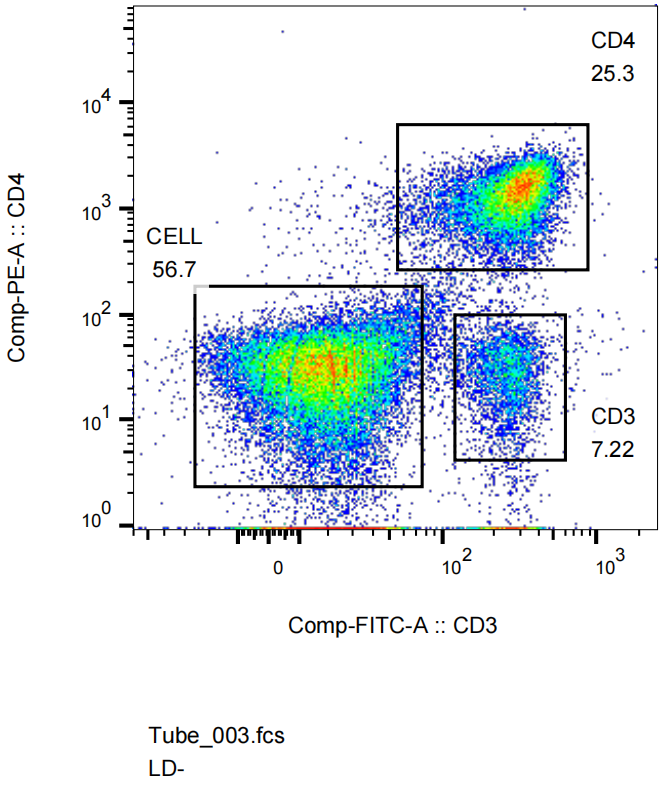 CD4
25.3
10^4
10^3
CELL
56.7
10^2
10^1
CD3
7.22
10^0
0
10^2
10^3
Comp-PE-A :: CD4
Comp-FITC-A :: CD3
Tube_003.fcs
LD-